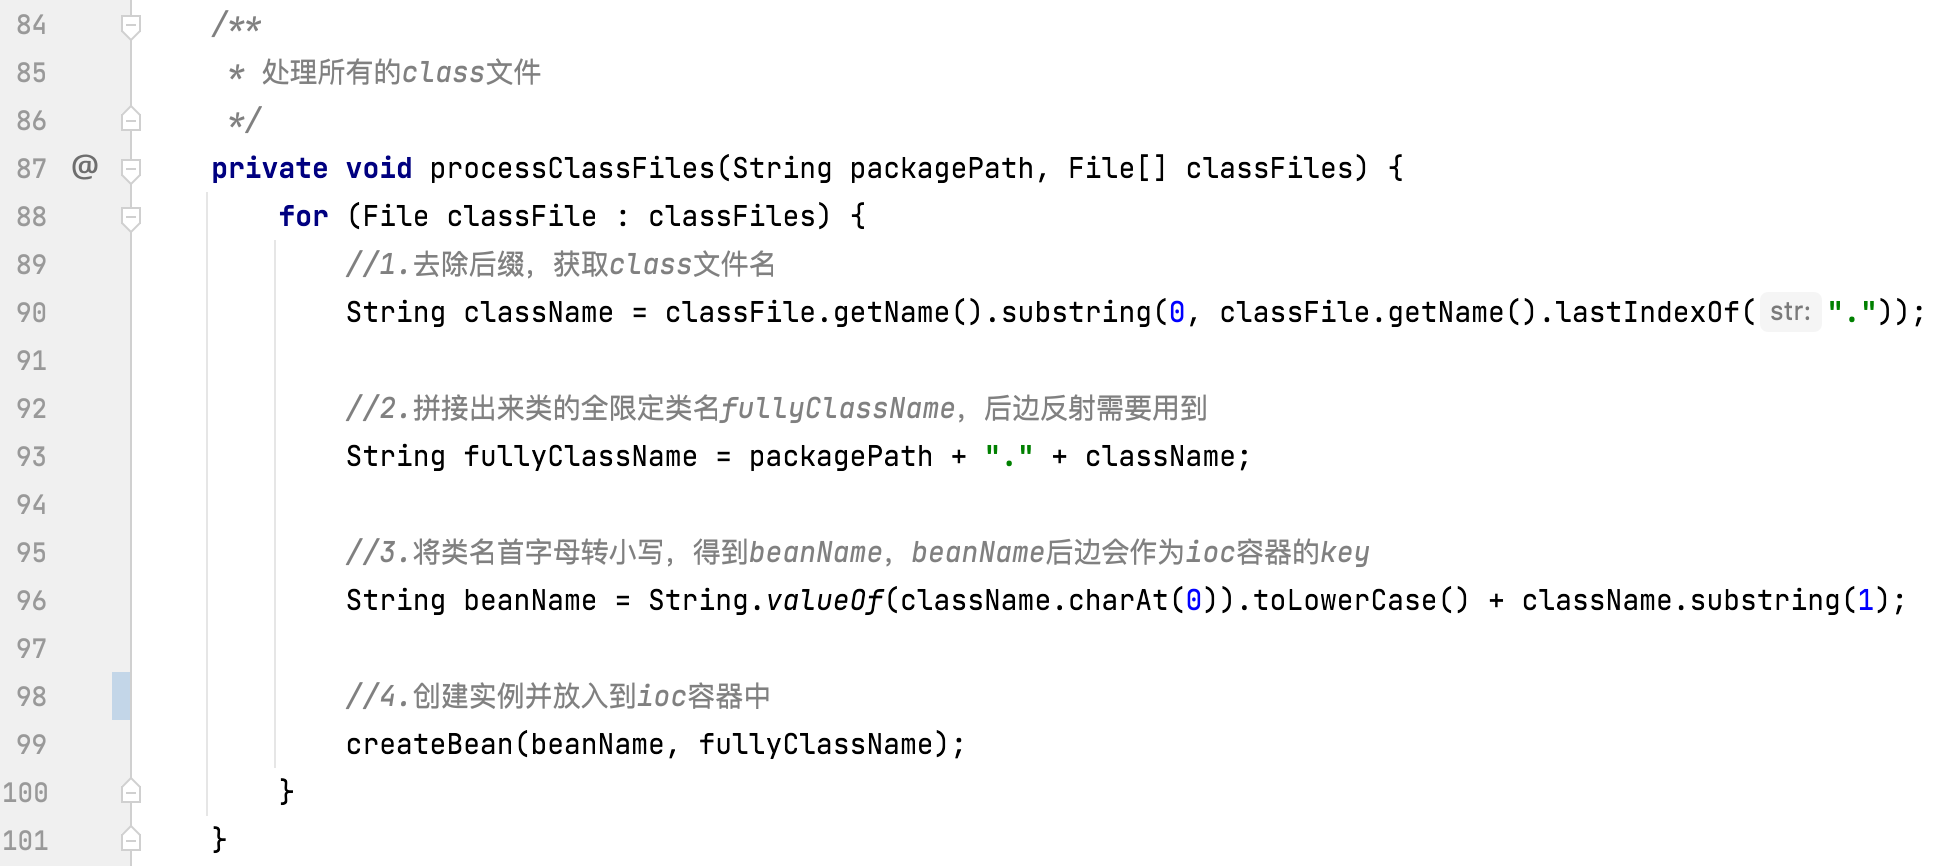 84 /**
85 * 处理所有的class文件
86 */
87 @ private void processClassFiles(String packagePath, File[] classFiles) {
88 for (File classFile : classFiles) {
89 //1.去除后缀，获取class文件名
90 String className = classFile.getName().substring(0, classFile.getName().lastIndexOf( str: "."));
91
92 //2.拼接出来类的全限定类名fullyClassName，后边反射需要用到
93 String fullyClassName = packagePath + "." + className;
94
95 //3.将类名首字母转小写，得到beanName，beanName后边会作为ioc容器的key
96 String beanName = String.valueOf(className.charAt(0)).toLowerCase() + className.substring(1);
97
98 //4.创建实例并放入到ioc容器中
99 createBean(beanName, fullyClassName);
100 }
101 }